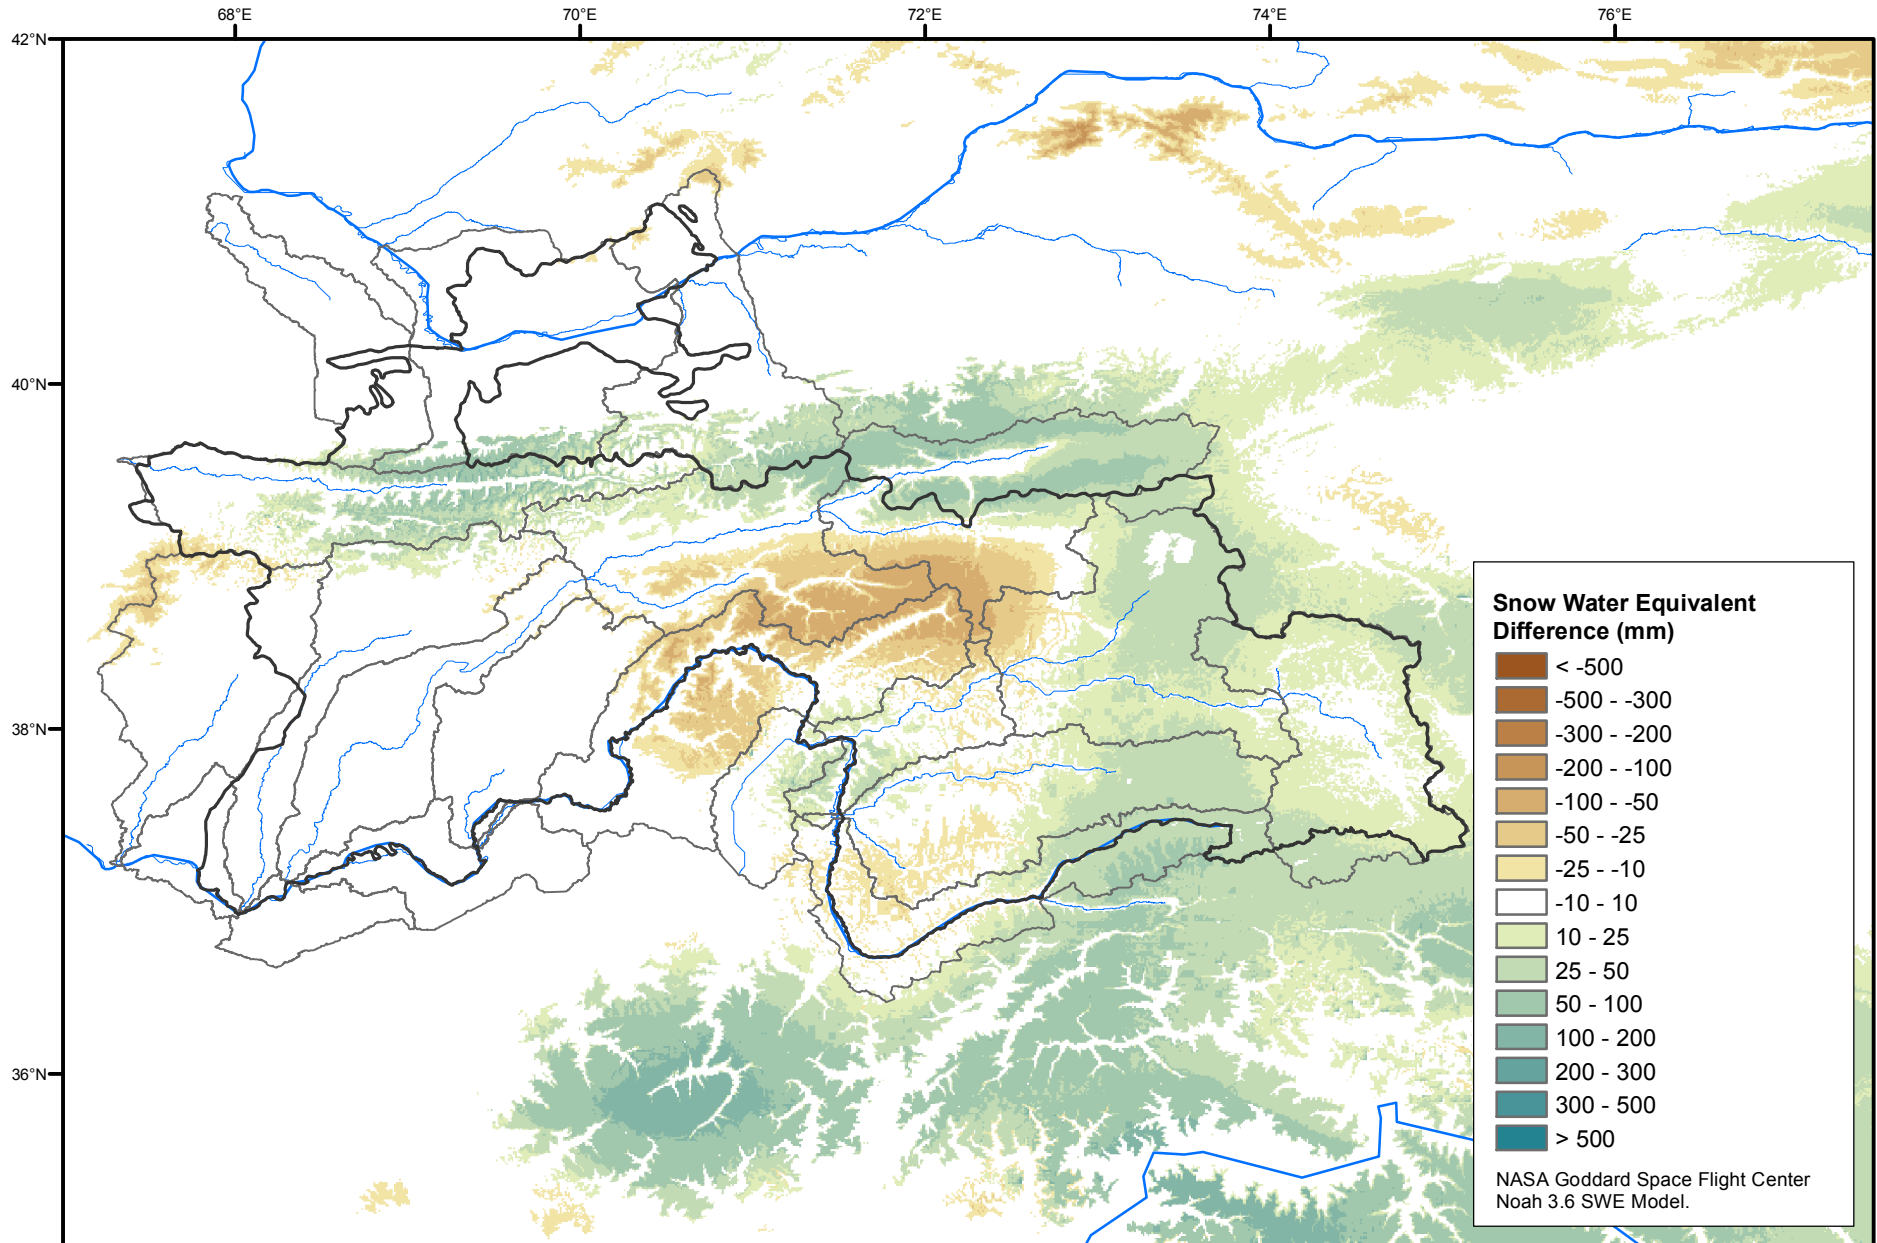 68°E 70°E 72°E 74°E 76°E
42°N
40°N
38°N
36°N
Snow Water Equivalent
Difference (mm)
< -500
-500 - -300
-300 - -200
-200 - -100
-100 - -50
-50 - -25
-25 - -10
-10 - 10
10 - 25
25 - 50
50 - 100
100 - 200
200 - 300
300 - 500
> 500
NASA Goddard Space Flight Center
Noah 3.6 SWE Model.